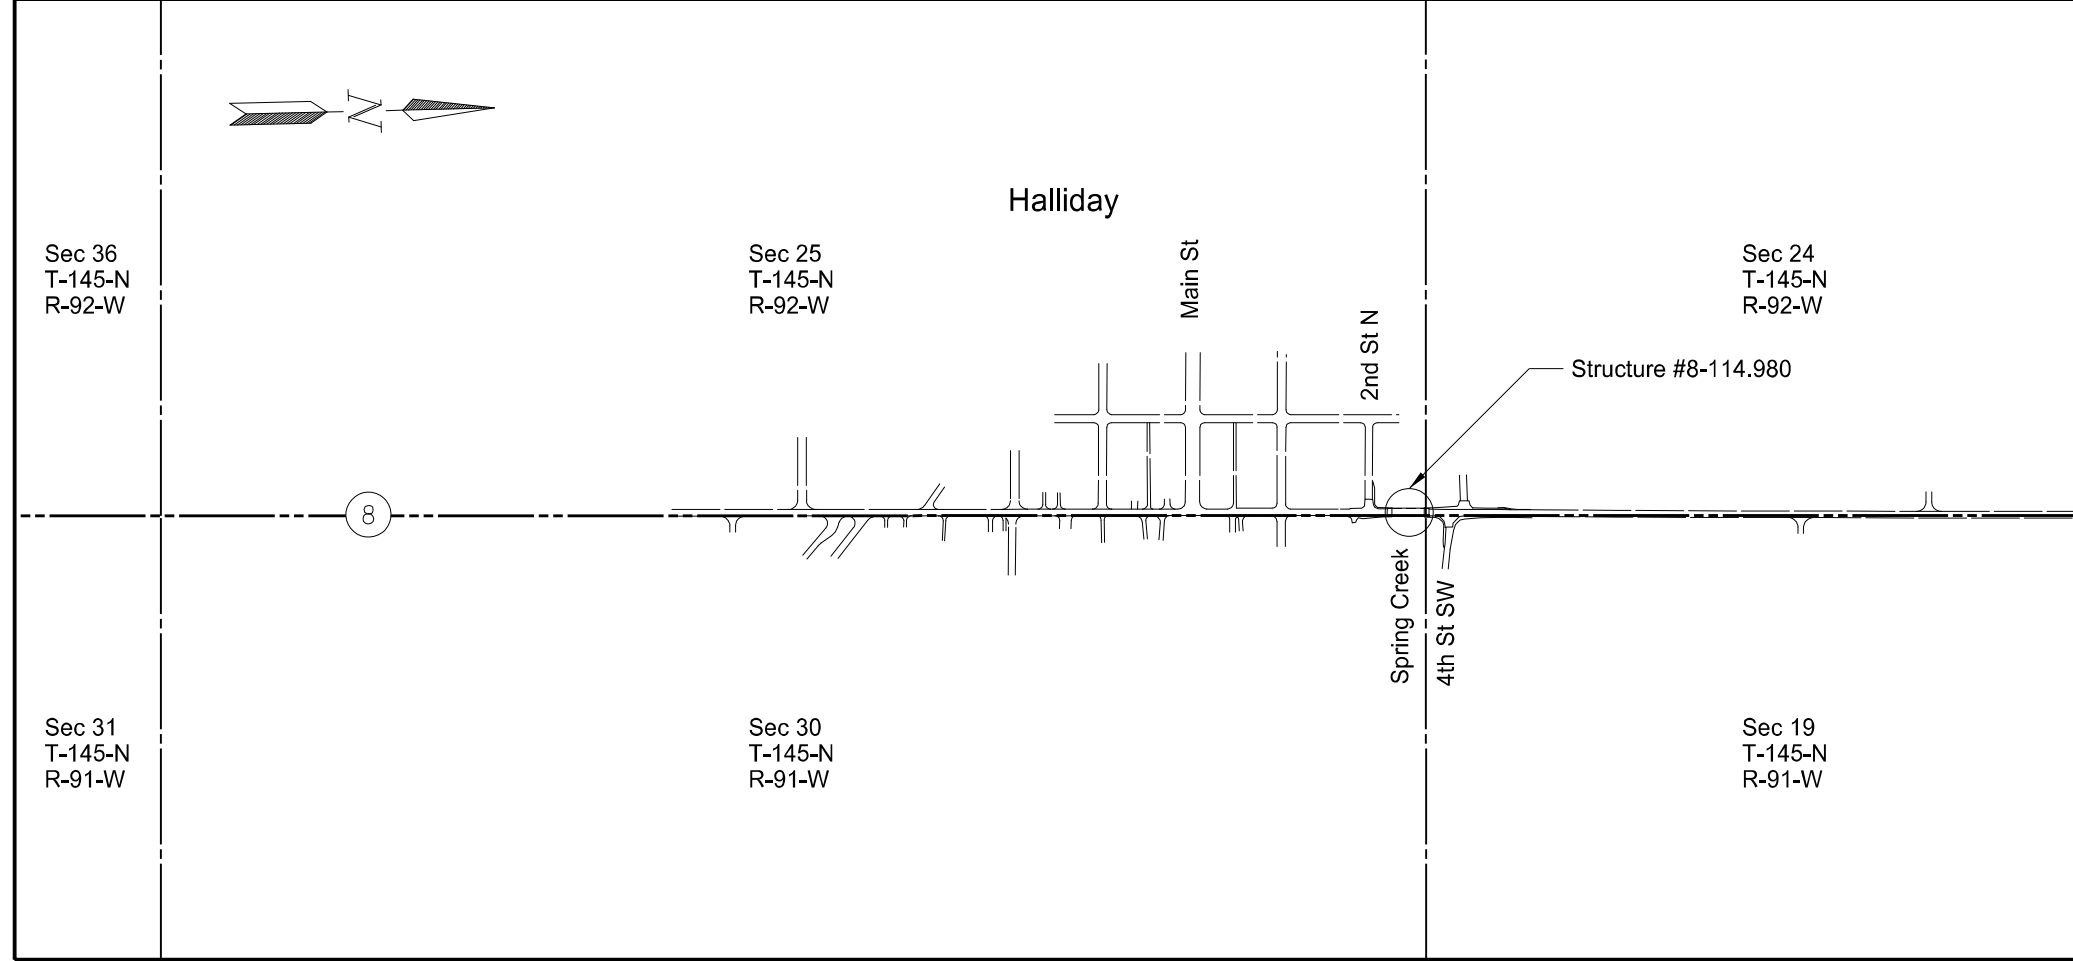 N
Halliday
Sec 36
T-145-N
R-92-W
Sec 25
T-145-N
R-92-W
Main St
Sec 24
T-145-N
R-92-W
2nd St N
Structure #8-114.980
8
Spring Creek
4th St SW
Sec 31
T-145-N
R-91-W
Sec 30
T-145-N
R-91-W
Sec 19
T-145-N
R-91-W